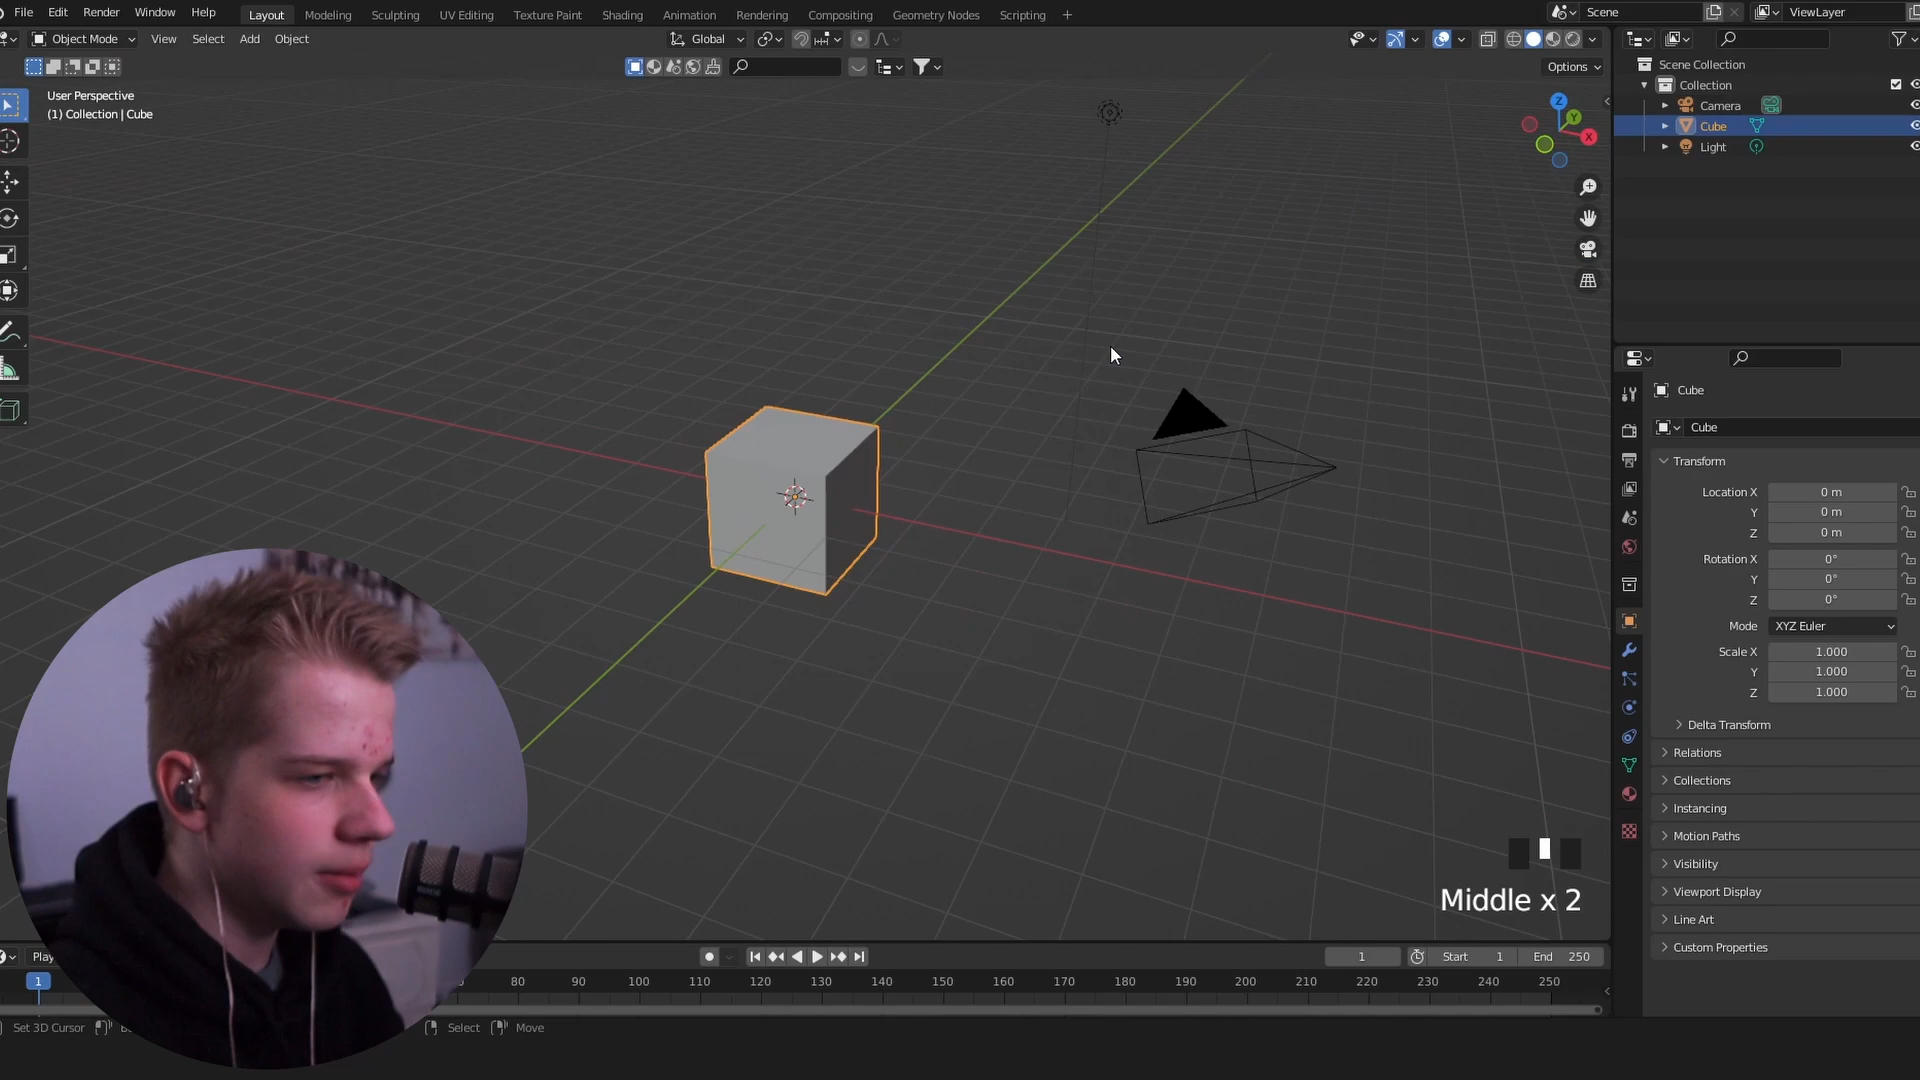 File Edit Render Window Help Layout Modeling Sculpting UV Editing Texture Paint Shading Animation Rendering Compositing Geometry Nodes Scripting + Scene ViewLayer
Object Mode View Select Add Object Global
Options
User Perspective
(1) Collection | Cube
Z
Y
X
Scene Collection
Collection
Camera
Cube
Light
Cube
Cube
Transform
Location X 0 m
Y 0 m
Z 0 m
Rotation X 0°
Y 0°
Z 0°
Mode XYZ Euler
Scale X 1.000
Y 1.000
Z 1.000
Delta Transform
Relations
Collections
Instancing
Motion Paths
Visibility
Viewport Display
Line Art
Custom Properties
Middle x 2
1 Start 1 End 250
1 80 90 100 110 120 130 140 150 160 170 180 190 200 210 220 230 240 250
Set 3D Cursor Select Move